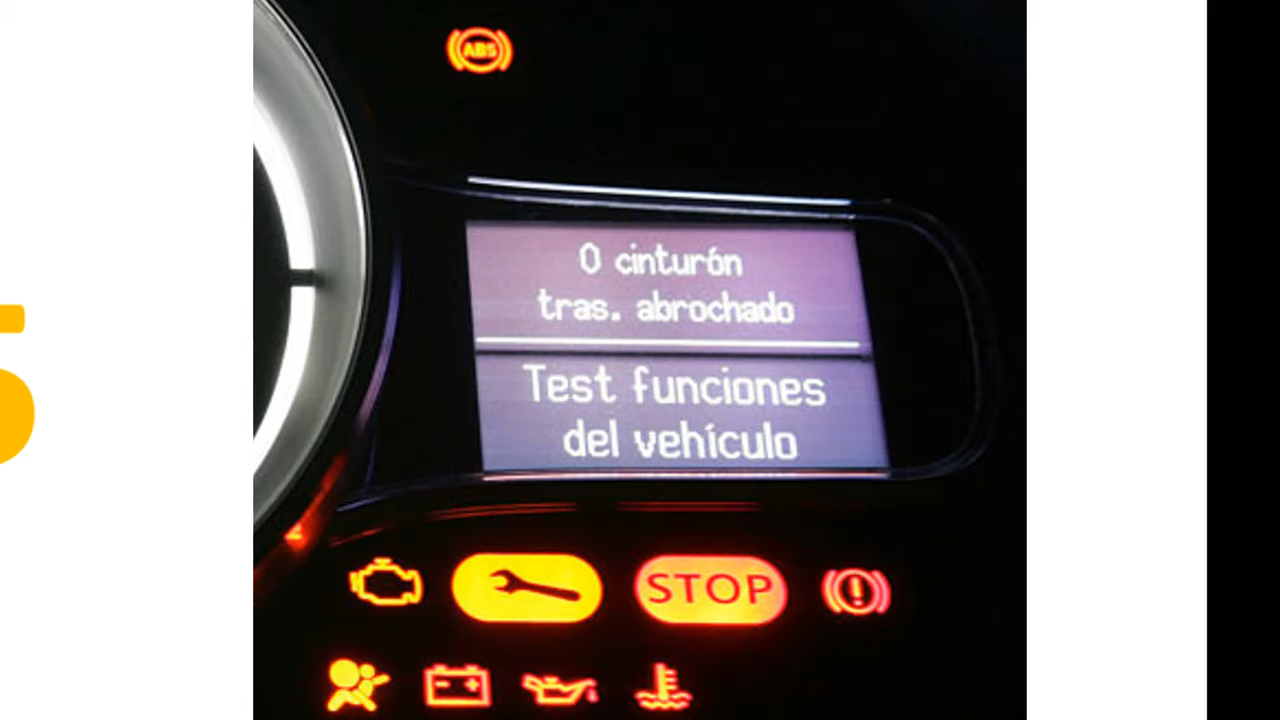 ABS
0 cinturón
tras. abrochado
Test funciones
del vehículo
STOP